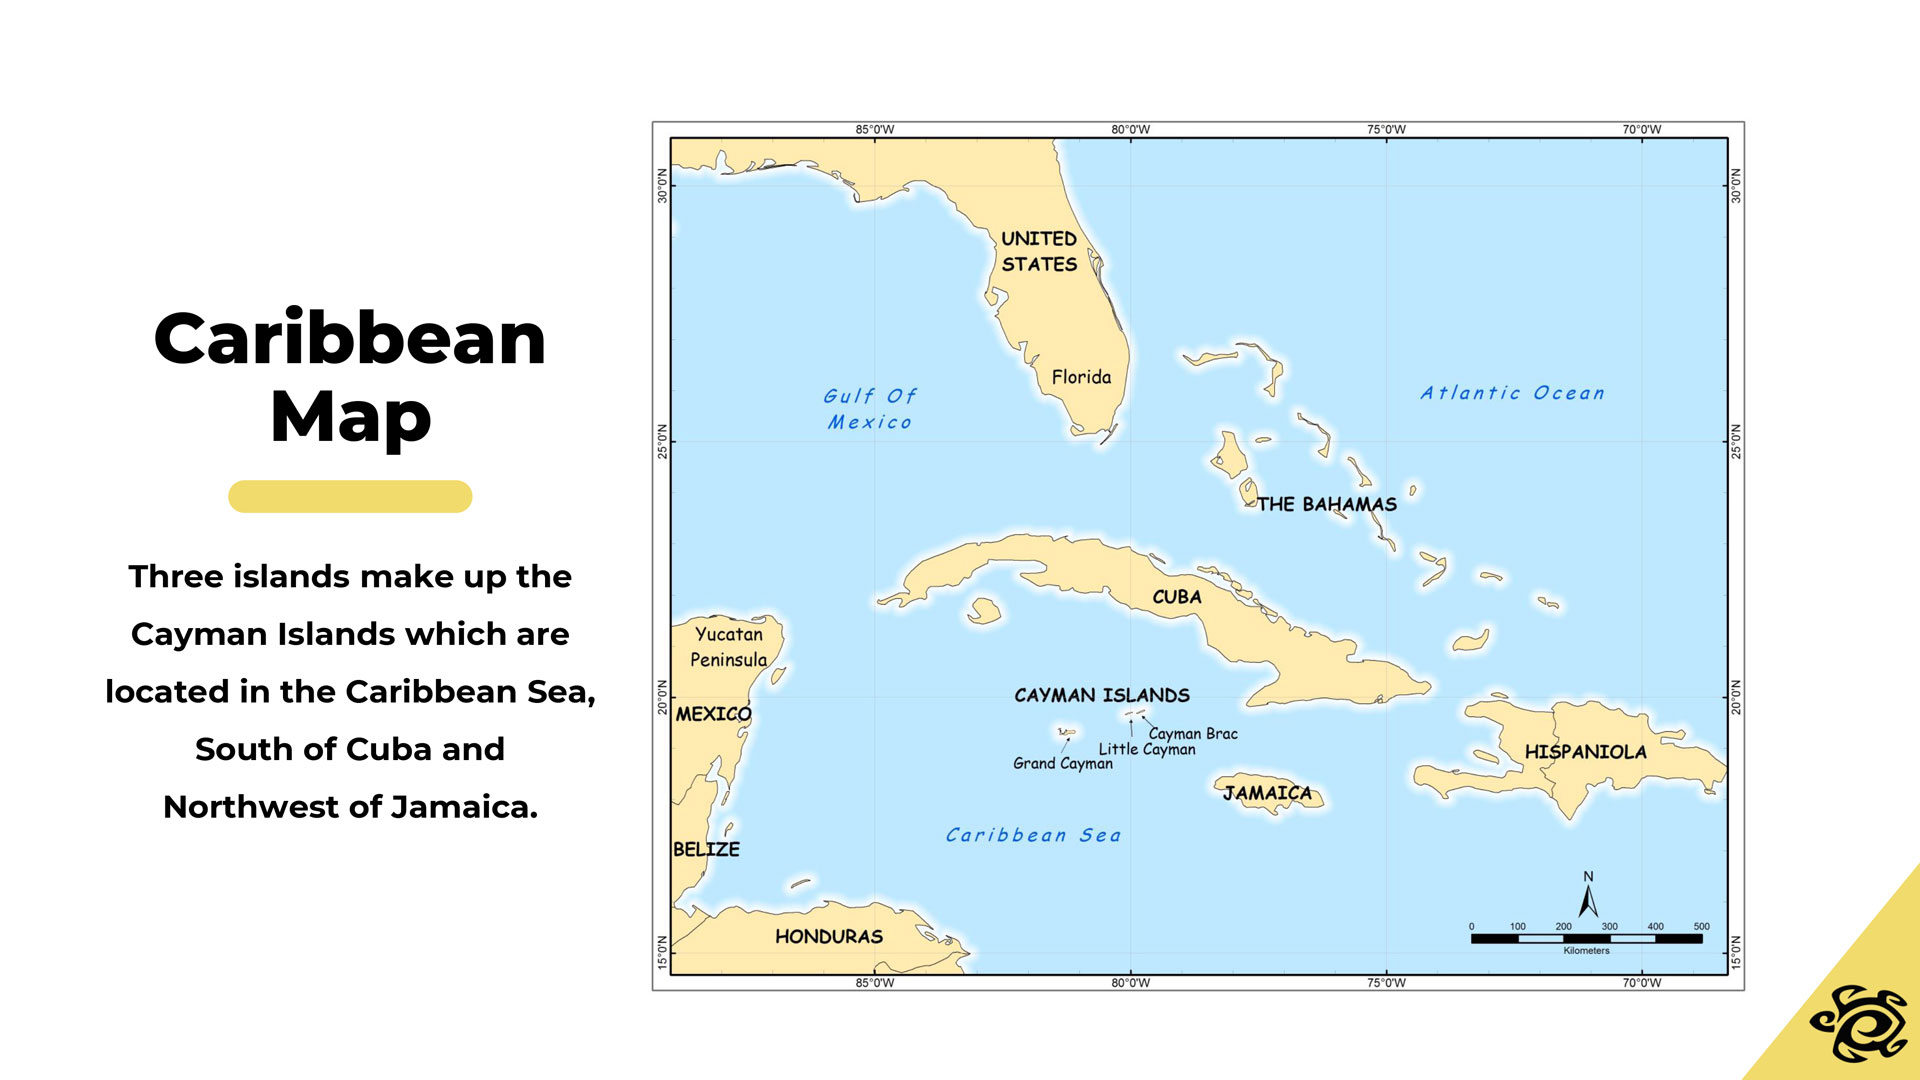 Caribbean
Map
Three islands make up the
Cayman Islands which are
located in the Caribbean Sea,
South of Cuba and
Northwest of Jamaica.
85°0'W 80°0'W 75°0'W 70°0'W
30°0'N 30°0'N
UNITED
STATES
Florida
Gulf Of
Mexico
Atlantic Ocean
25°0'N 25°0'N
THE BAHAMAS
CUBA
Yucatan
Peninsula
20°0'N 20°0'N
CAYMAN ISLANDS
MEXICO
Cayman Brac
Little Cayman
Grand Cayman
HISPANIOLA
JAMAICA
Caribbean Sea
BELIZE
HONDURAS
N
0 100 200 300 400 500
Kilometers
15°0'N 15°0'N
85°0'W 80°0'W 75°0'W 70°0'W